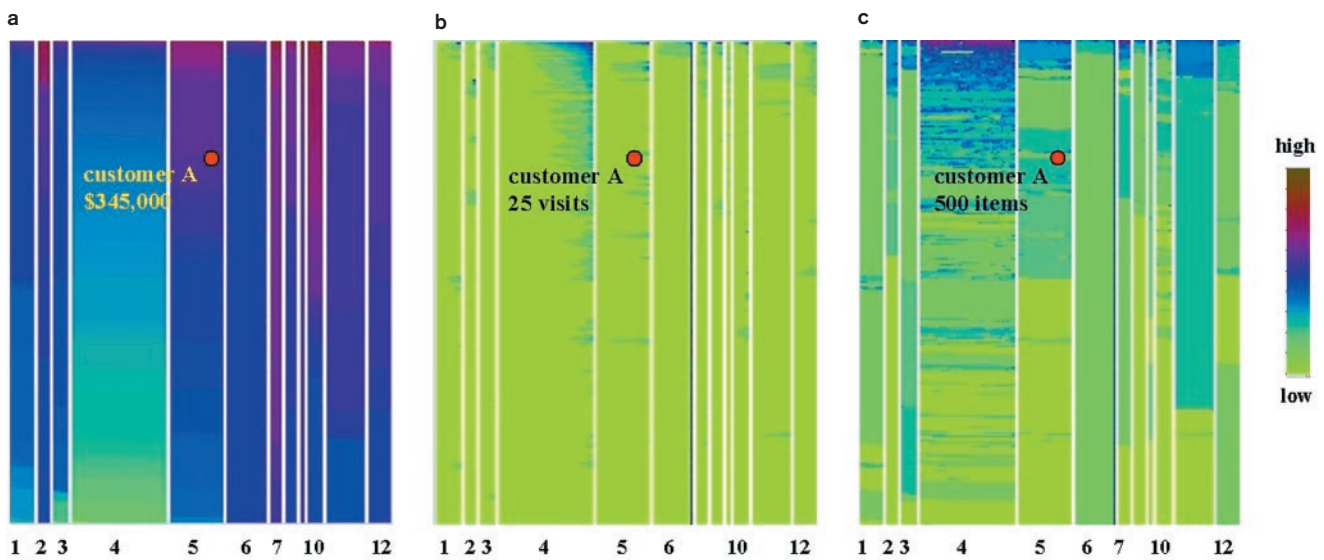 a
b
c
customer A
$345,000
customer A
25 visits
customer A
500 items
high
low
1 2 3 4 5 6 7 10 12
1 2 3 4 5 6 10 12
1 2 3 4 5 6 7 10 12